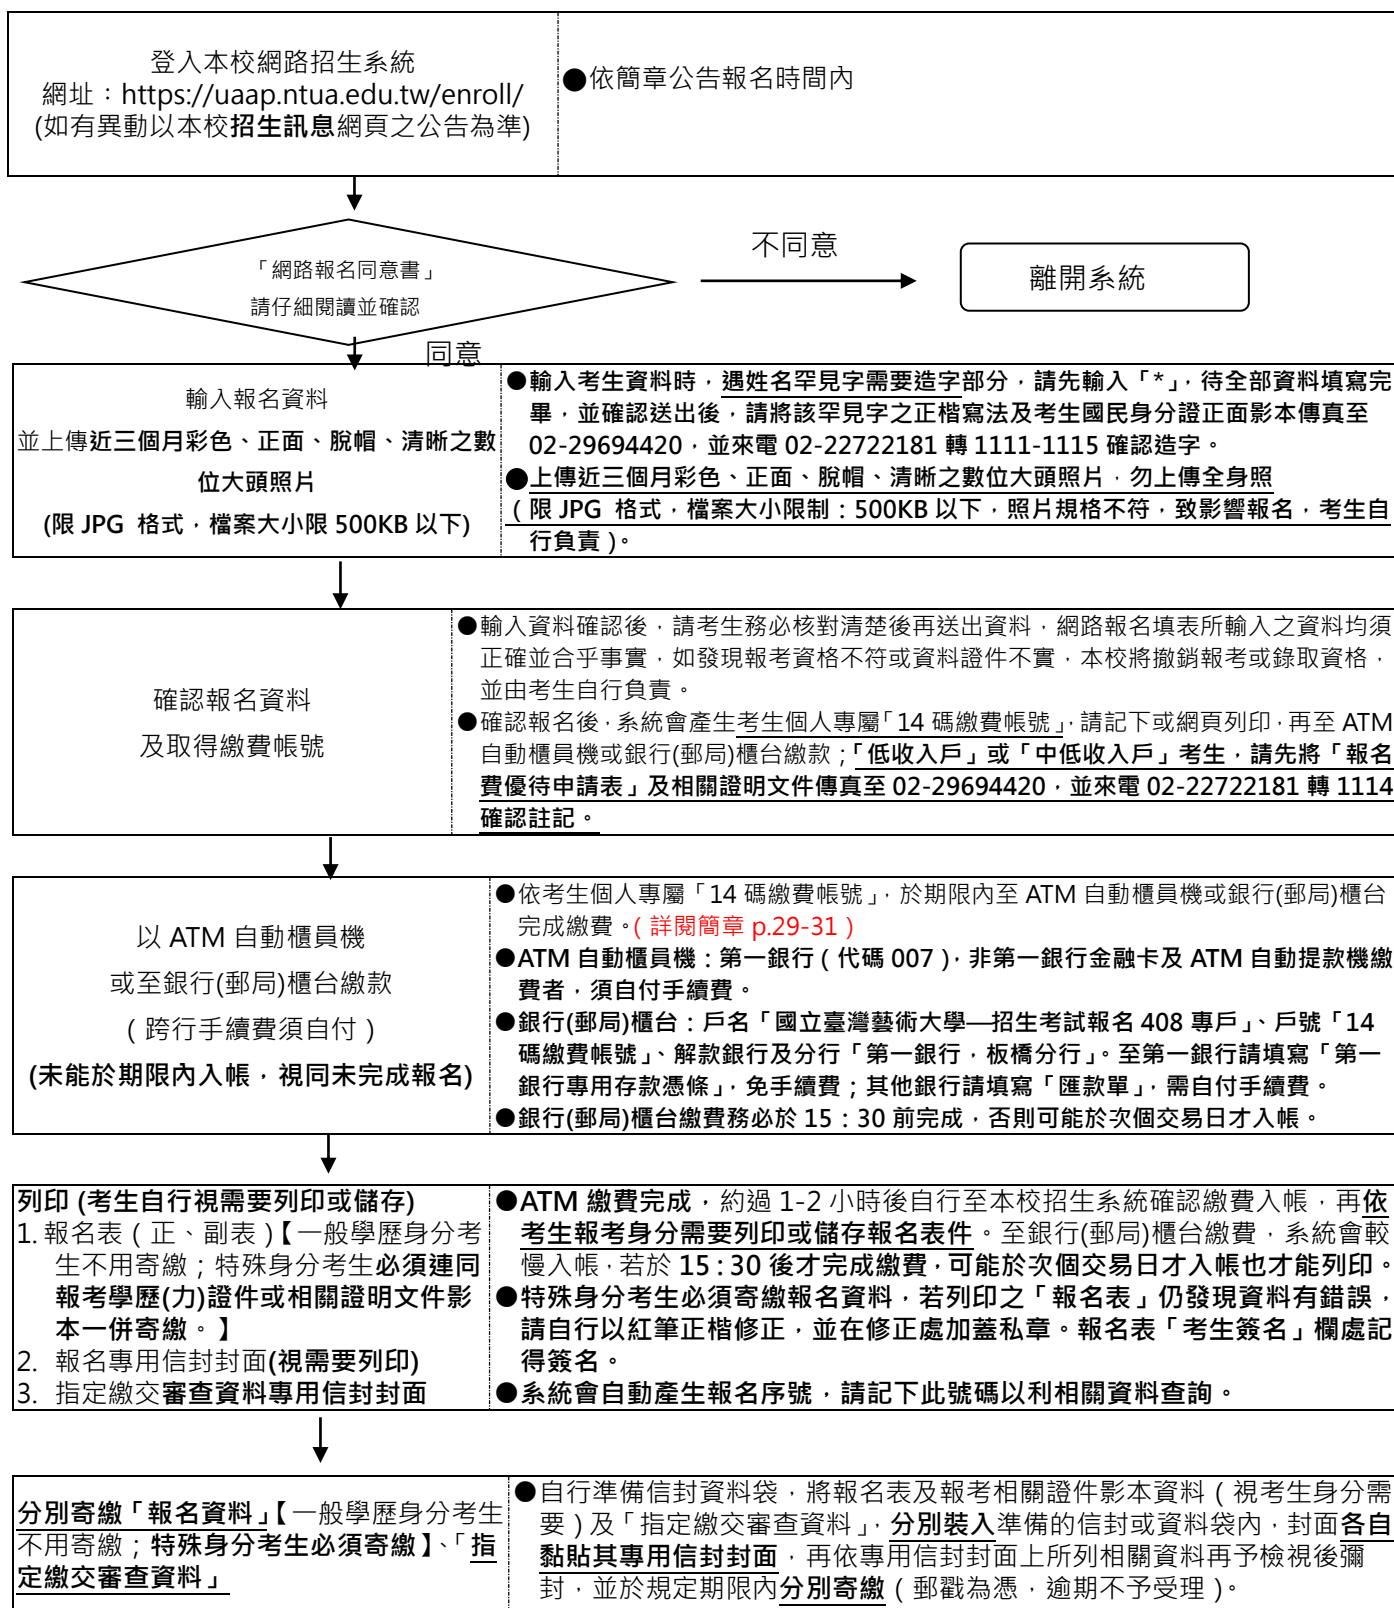 登入本校網路招生系統
網址：https://uaap.ntua.edu.tw/enroll/
(如有異動以本校招生訊息網頁之公告為準)
●依簡章公告報名時間內
「網路報名同意書」
請仔細閱讀並確認
不同意
離開系統
同意
輸入報名資料
並上傳近三個月彩色、正面、脫帽、清晰之數
位大頭照片
(限 JPG 格式，檔案大小限 500KB 以下)
●輸入考生資料時，遇姓名罕見字需要造字部分，請先輸入「*」，待全部資料填寫完
畢，並確認送出後，請將該罕見字之正楷寫法及考生國民身分證正面影本傳真至
02-29694420，並來電 02-22722181 轉 1111-1115 確認造字。
●上傳近三個月彩色、正面、脫帽、清晰之數位大頭照片，勿上傳全身照
（限 JPG 格式，檔案大小限制：500KB 以下，照片規格不符，致影響報名，考生自
行負責）。
確認報名資料
及取得繳費帳號
●輸入資料確認後，請考生務必核對清楚後再送出資料，網路報名填表所輸入之資料均須
正確並合乎事實，如發現報考資格不符或資料證件不實，本校將撤銷報考或錄取資格，
並由考生自行負責。
●確認報名後，系統會產生考生個人專屬「14 碼繳費帳號」，請記下或網頁列印，再至 ATM
自動櫃員機或銀行(郵局)櫃台繳款；「低收入戶」或「中低收入戶」考生，請先將「報名
費優待申請表」及相關證明文件傳真至 02-29694420，並來電 02-22722181 轉 1114
確認註記。
以 ATM 自動櫃員機
或至銀行(郵局)櫃台繳款
（跨行手續費須自付）
(未能於期限內入帳，視同未完成報名)
●依考生個人專屬「14 碼繳費帳號」，於期限內至 ATM 自動櫃員機或銀行(郵局)櫃台
完成繳費。（詳閱簡章 p.29-31）
●ATM 自動櫃員機：第一銀行（代碼 007），非第一銀行金融卡及 ATM 自動提款機繳
費者，須自付手續費。
●銀行(郵局)櫃台：戶名「國立臺灣藝術大學—招生考試報名 408 專戶」、戶號「14
碼繳費帳號」、解款銀行及分行「第一銀行，板橋分行」。至第一銀行請填寫「第一
銀行專用存款憑條」，免手續費；其他銀行請填寫「匯款單」，需自付手續費。
●銀行(郵局)櫃台繳費務必於 15：30 前完成，否則可能於次個交易日才入帳。
列印 (考生自行視需要列印或儲存)
1. 報名表（正、副表）【一般學歷身分考
生不用寄繳；特殊身分考生必須連同
報考學歷(力)證件或相關證明文件影
本一併寄繳。】
2. 報名專用信封封面(視需要列印)
3. 指定繳交審查資料專用信封封面
●ATM 繳費完成，約過 1-2 小時後自行至本校招生系統確認繳費入帳，再依
考生報考身分需要列印或儲存報名表件。至銀行(郵局)櫃台繳費，系統會較
慢入帳，若於 15：30 後才完成繳費，可能於次個交易日才入帳也才能列印。
●特殊身分考生必須寄繳報名資料，若列印之「報名表」仍發現資料有錯誤，
請自行以紅筆正楷修正，並在修正處加蓋私章。報名表「考生簽名」欄處記
得簽名。
●系統會自動產生報名序號，請記下此號碼以利相關資料查詢。
分別寄繳「報名資料」【一般學歷身分考生
不用寄繳；特殊身分考生必須寄繳】、「指
定繳交審查資料」
●自行準備信封資料袋，將報名表及報考相關證件影本資料（視考生身分需
要）及「指定繳交審查資料」，分別裝入準備的信封或資料袋內，封面各自
黏貼其專用信封封面，再依專用信封封面上所列相關資料再予檢視後彌
封，並於規定期限內分別寄繳（郵戳為憑，逾期不予受理）。